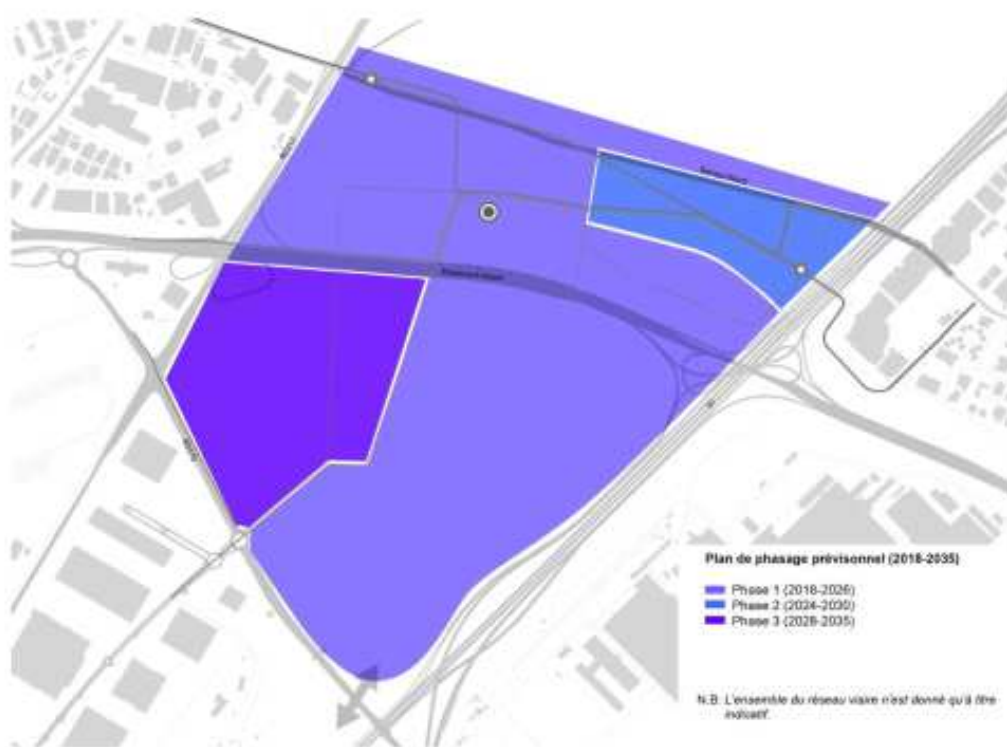 Plan de phasage prévisonnel (2018-2035)
Phase 1 (2018-2026)
Phase 2 (2024-2030)
Phase 3 (2028-2035)
N.B. L'ensemble du réseau viaire n'est donné qu'à titre
indicatif.